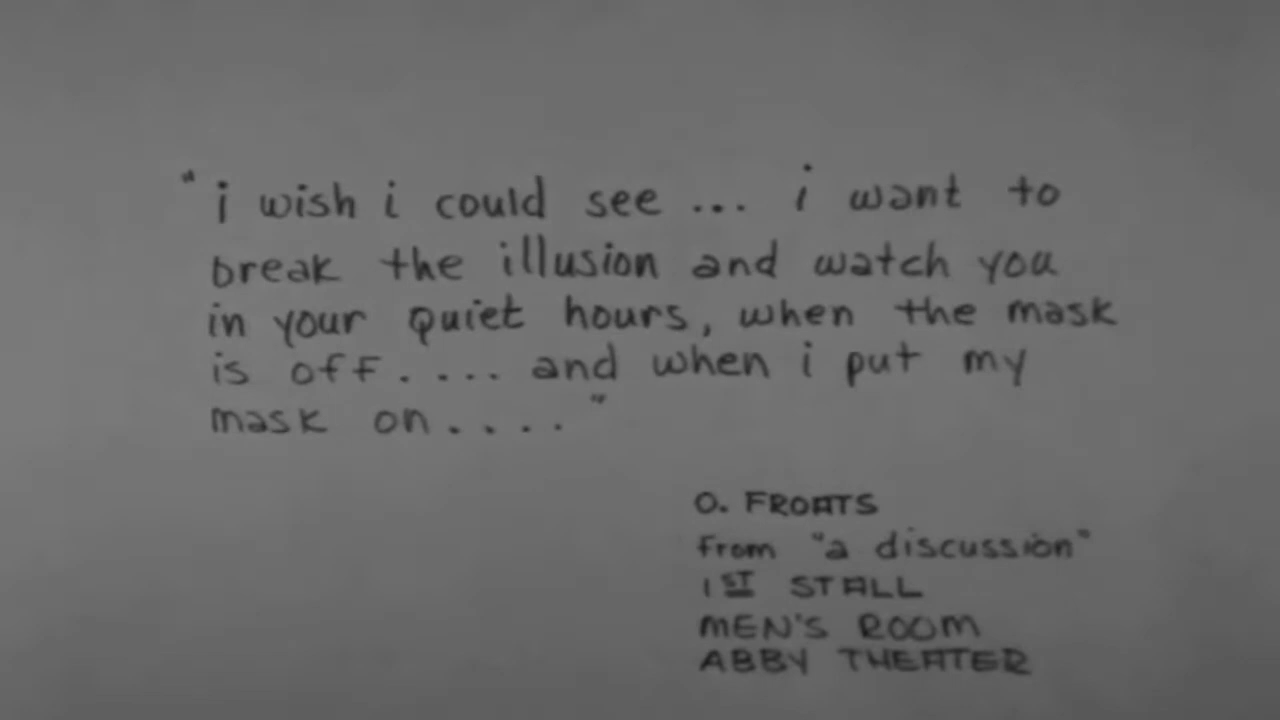 "i wish i could see ... i want to
break the illusion and watch you
in your quiet hours, when the mask
is off.... and when i put my
mask on...."
O. FROATS
from "a discussion"
1ST STALL
MEN'S ROOM
ABBY THEATER